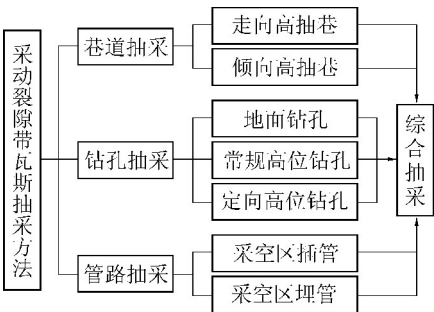 采动裂隙带瓦斯抽采方法
巷道抽采
走向高抽巷
倾向高抽巷
钻孔抽采
地面钻孔
常规高位钻孔
定向高位钻孔
管路抽采
采空区插管
采空区埋管
综合抽采